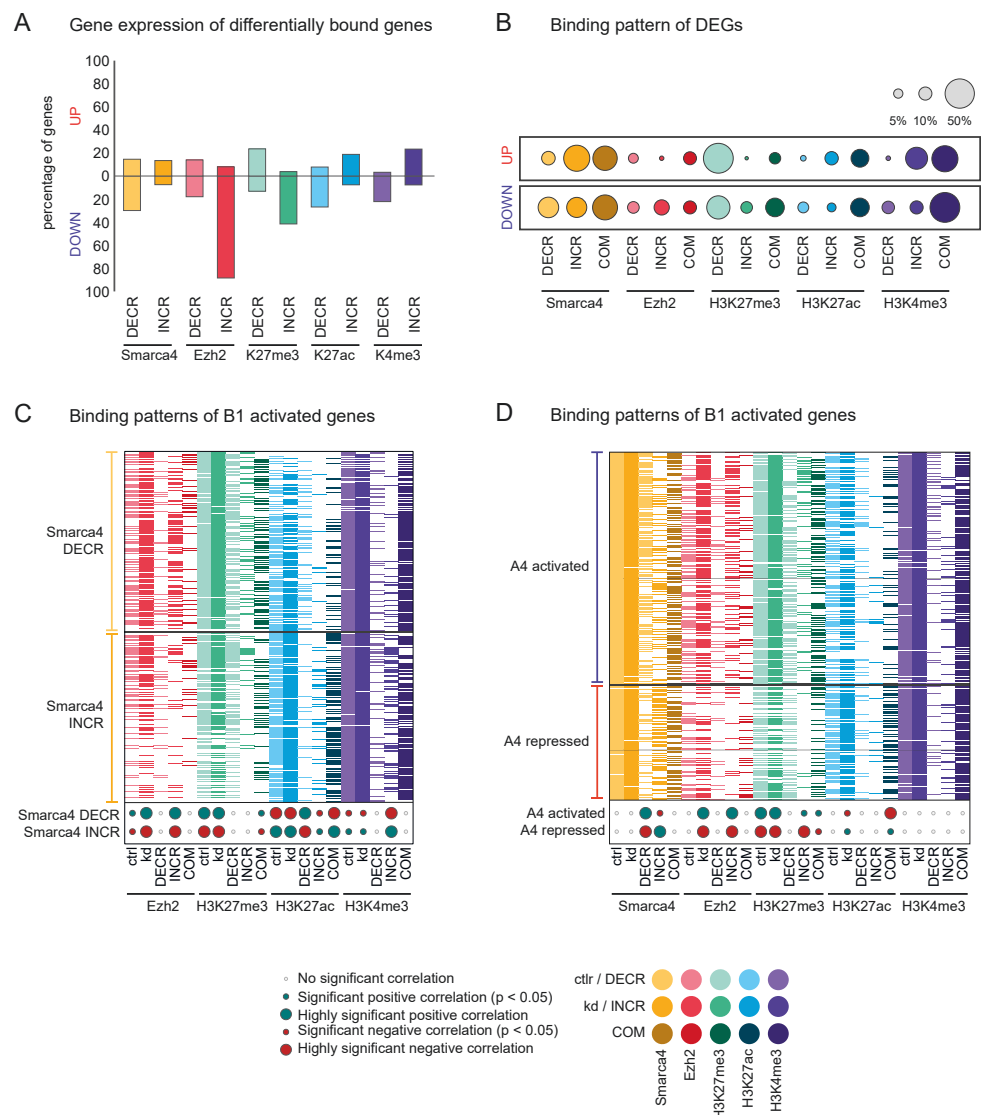 A Gene expression of differentially bound genes
100
80
60
40
20
0
20
40
60
80
100
percentage of genes
UP
DOWN
DECR INCR DECR INCR DECR INCR DECR INCR DECR INCR
Smarca4 Ezh2 K27me3 K27ac K4me3
B Binding pattern of DEGs
5% 10% 50%
UP
DOWN
DECR INCR COM DECR INCR COM DECR INCR COM DECR INCR COM DECR INCR COM
Smarca4 Ezh2 H3K27me3 H3K27ac H3K4me3
C Binding patterns of B1 activated genes
Smarca4
DECR
Smarca4
INCR
Smarca4 DECR
Smarca4 INCR
ctrl kd DECR INCR COM ctrl kd DECR INCR COM ctrl kd DECR INCR COM ctrl kd DECR INCR COM
Ezh2 H3K27me3 H3K27ac H3K4me3
D Binding patterns of B1 activated genes
A4 activated
A4 repressed
A4 activated
A4 repressed
ctrl kd DECR INCR COM ctrl kd DECR INCR COM ctrl kd DECR INCR COM ctrl kd DECR INCR COM ctrl kd DECR INCR COM
Smarca4 Ezh2 H3K27me3 H3K27ac H3K4me3
No significant correlation
Significant positive correlation (p < 0.05)
Highly significant positive correlation
Significant negative correlation (p < 0.05)
Highly significant negative correlation
ctlr / DECR
kd / INCR
COM
Smarca4 Ezh2 H3K27me3 H3K27ac H3K4me3